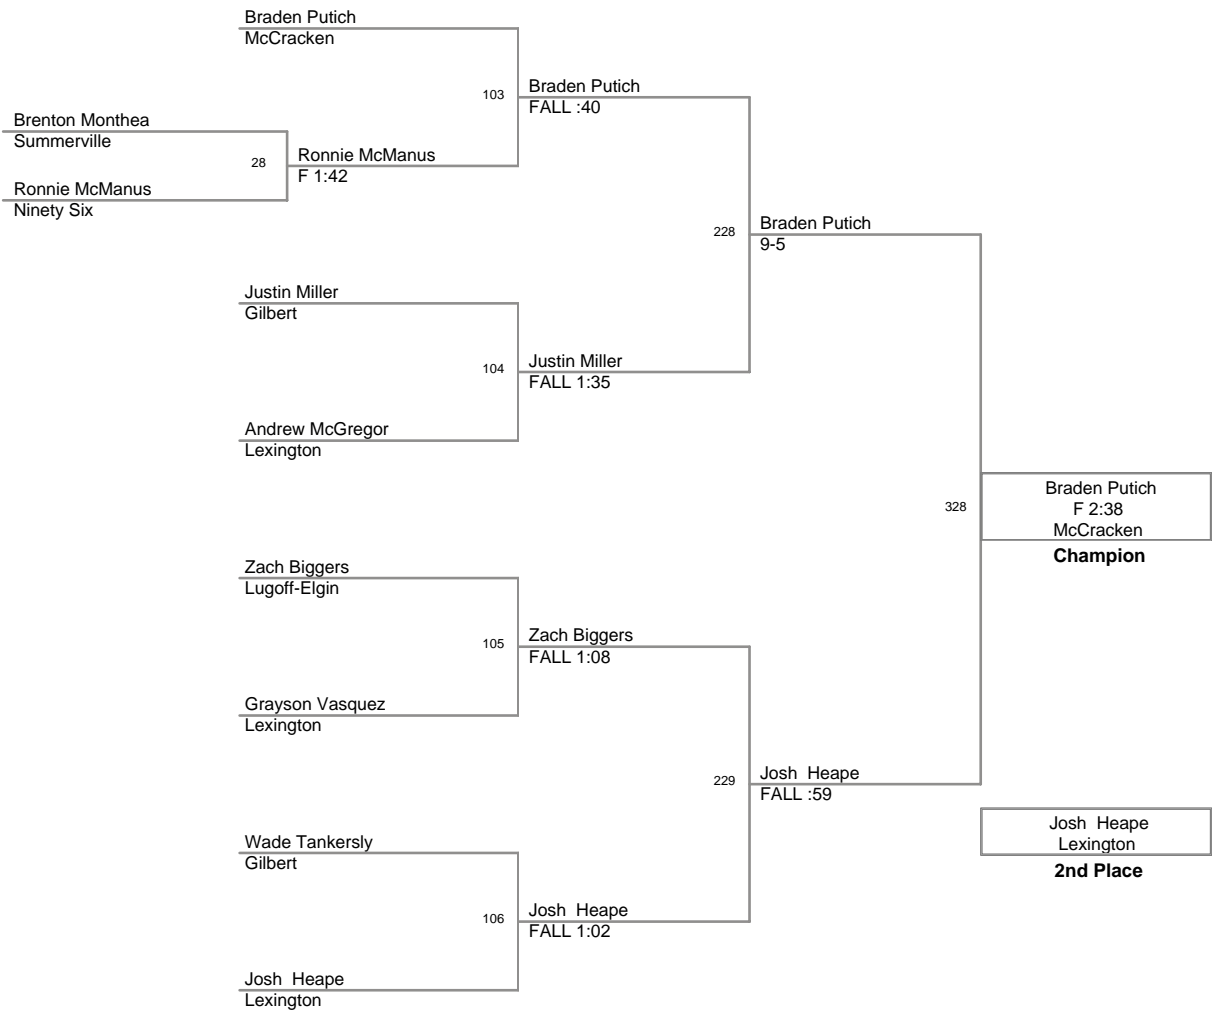 Braden Putich
McCracken
103
Braden Putich
FALL :40
Brenton Monthea
Summerville
28
Ronnie McManus
F 1:42
Ronnie McManus
Ninety Six
228
Braden Putich
9-5
Justin Miller
Gilbert
104
Justin Miller
FALL 1:35
Andrew McGregor
Lexington
328
Braden Putich
F 2:38
McCracken
Champion
Zach Biggers
Lugoff-Elgin
105
Zach Biggers
FALL 1:08
Grayson Vasquez
Lexington
229
Josh Heape
FALL :59
Josh Heape
Lexington
2nd Place
Wade Tankersly
Gilbert
106
Josh Heape
FALL 1:02
Josh Heape
Lexington